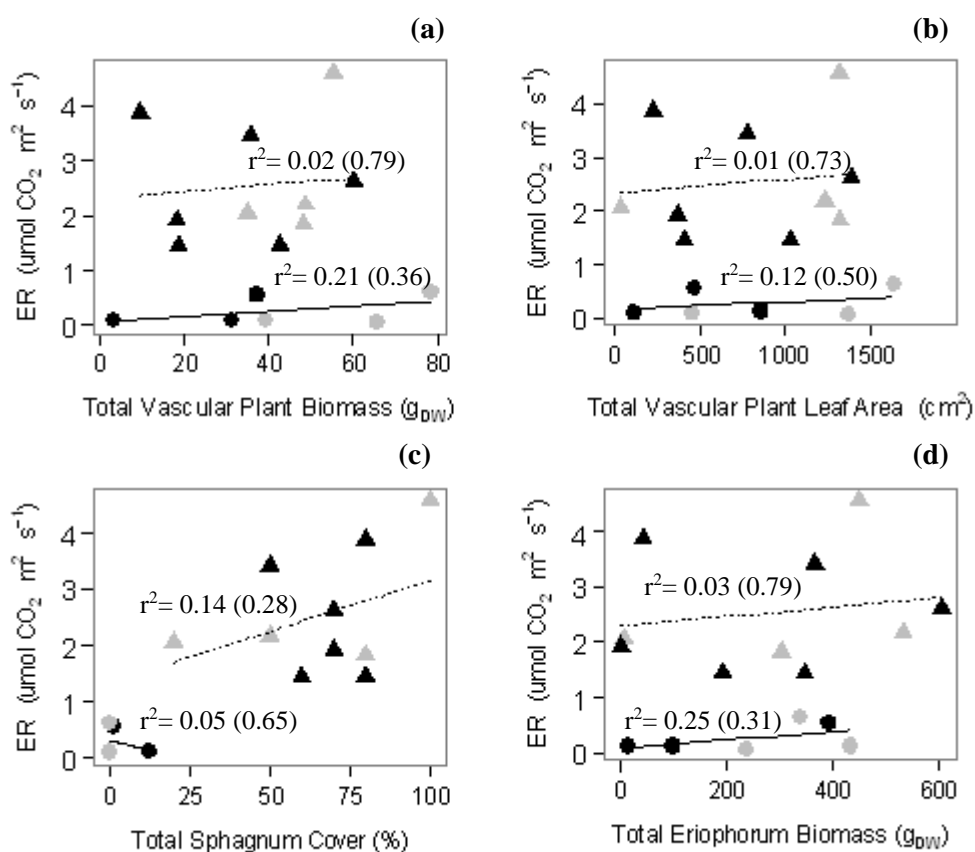 (a)
ER (umol CO₂ m² s⁻¹)
4
3
2
1
0
r²= 0.02 (0.79)
r²= 0.21 (0.36)
0 20 40 60 80
Total Vascular Plant Biomass (gDW)
(b)
ER (umol CO₂ m² s⁻¹)
4
3
2
1
0
r²= 0.01 (0.73)
r²= 0.12 (0.50)
0 500 1000 1500
Total Vascular Plant Leaf Area (cm²)
(c)
ER (umol CO₂ m² s⁻¹)
4
3
2
1
0
r²= 0.14 (0.28)
r²= 0.05 (0.65)
0 25 50 75 100
Total Sphagnum Cover (%)
(d)
ER (umol CO₂ m² s⁻¹)
4
3
2
1
0
r²= 0.03 (0.79)
r²= 0.25 (0.31)
0 200 400 600
Total Eriophorum Biomass (gDW)